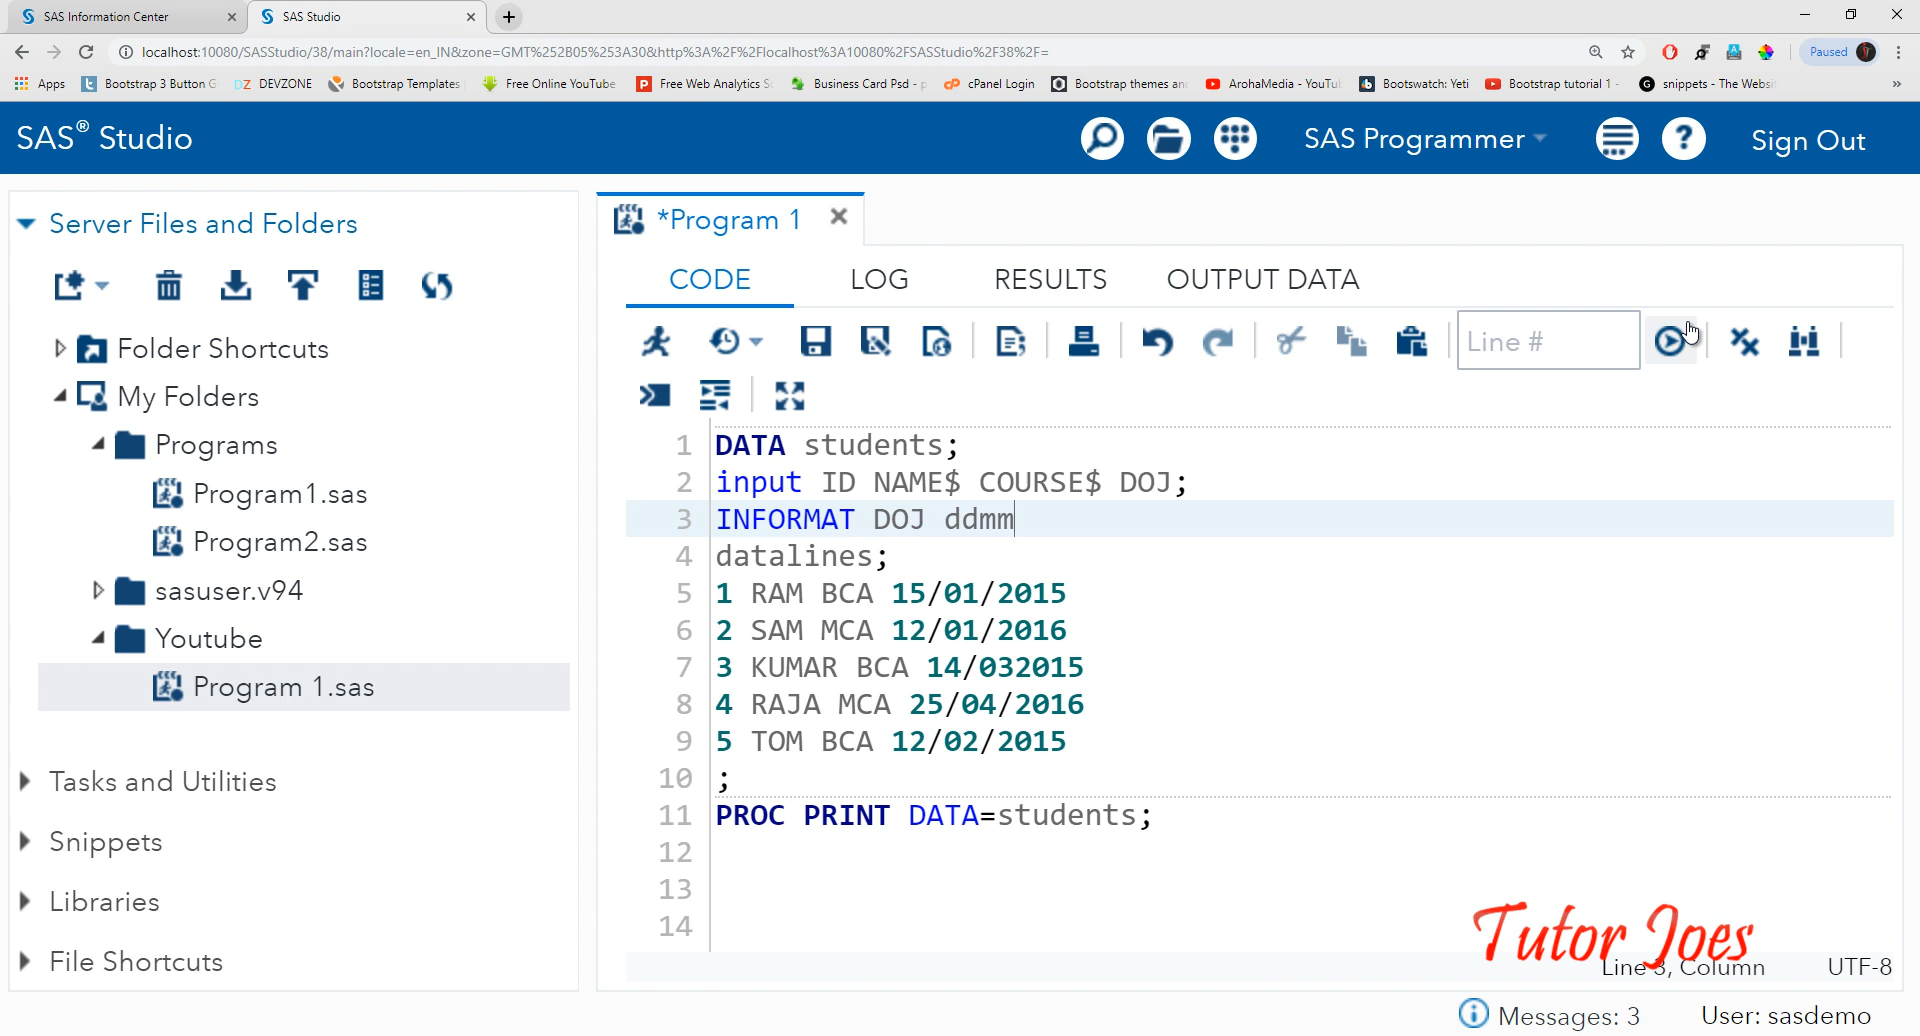 SAS Information Center
SAS Studio
localhost:10080/SASStudio/38/main?locale=en_IN&zone=GMT%252B05%253A30&http%3A%2F%2Flocalhost%3A10080%2FSASStudio%2F38%2F=
Paused
Apps
Bootstrap 3 Button G
DZ DEVZONE
Bootstrap Templates
Free Online YouTube
Free Web Analytics S
Business Card Psd - p
cPanel Login
Bootstrap themes an
ArohaMedia - YouTu
Bootswatch: Yeti
Bootstrap tutorial 1 -
snippets - The Websi
SAS® Studio
SAS Programmer
Sign Out
Server Files and Folders
Folder Shortcuts
My Folders
Programs
Program1.sas
Program2.sas
sasuser.v94
Youtube
Program 1.sas
Tasks and Utilities
Snippets
Libraries
File Shortcuts
*Program 1
CODE LOG RESULTS OUTPUT DATA
Line #
1 DATA students;
2 input ID NAME$ COURSE$ DOJ;
3 INFORMAT DOJ ddmm
4 datalines;
5 1 RAM BCA 15/01/2015
6 2 SAM MCA 12/01/2016
7 3 KUMAR BCA 14/032015
8 4 RAJA MCA 25/04/2016
9 5 TOM BCA 12/02/2015
10 ;
11 PROC PRINT DATA=students;
12
13
14
Tutor Joes
Line 3, Column
UTF-8
Messages: 3
User: sasdemo